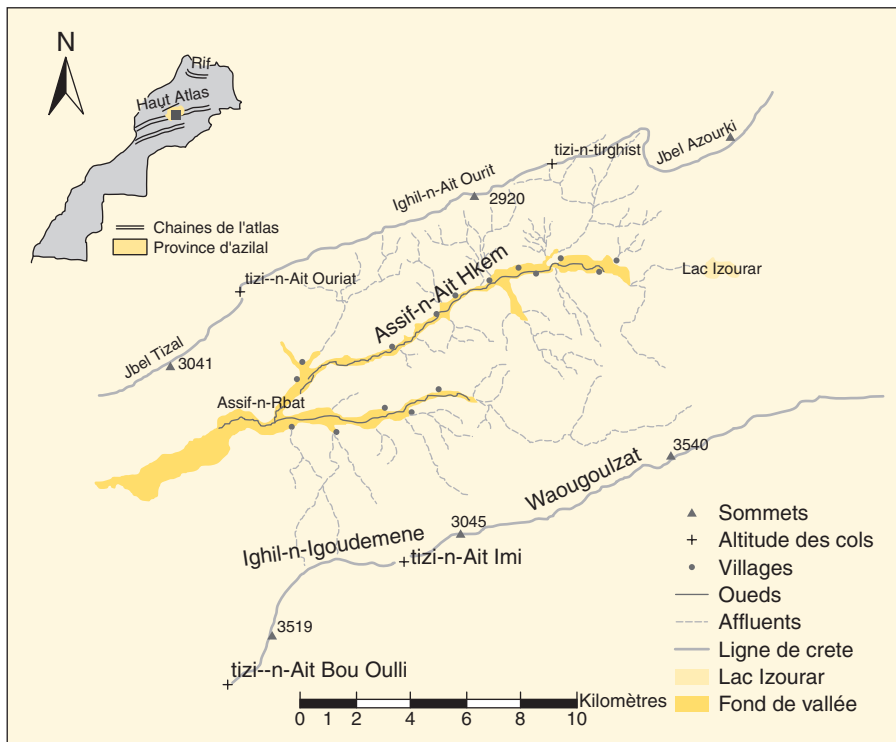 N
Rif
Haut Atlas
Chaines de l'atlas
Province d'azilal
tizi-n-tirghist
Jbel Azourki
Ighil-n-Ait Ourit
2920
Lac Izourar
Assif-n-Ait Hkem
tizi--n-Ait Ouriat
Jbel Tizal
3041
Assif-n-Rbat
3540
Waougoulzat
3045
Ighil-n-Igoudemene
tizi-n-Ait Imi
3519
tizi--n-Ait Bou Oulli
Sommets
Altitude des cols
Villages
Oueds
Affluents
Ligne de crete
Lac Izourar
Fond de vallée
Kilomètres
0 2 4 6 8 10